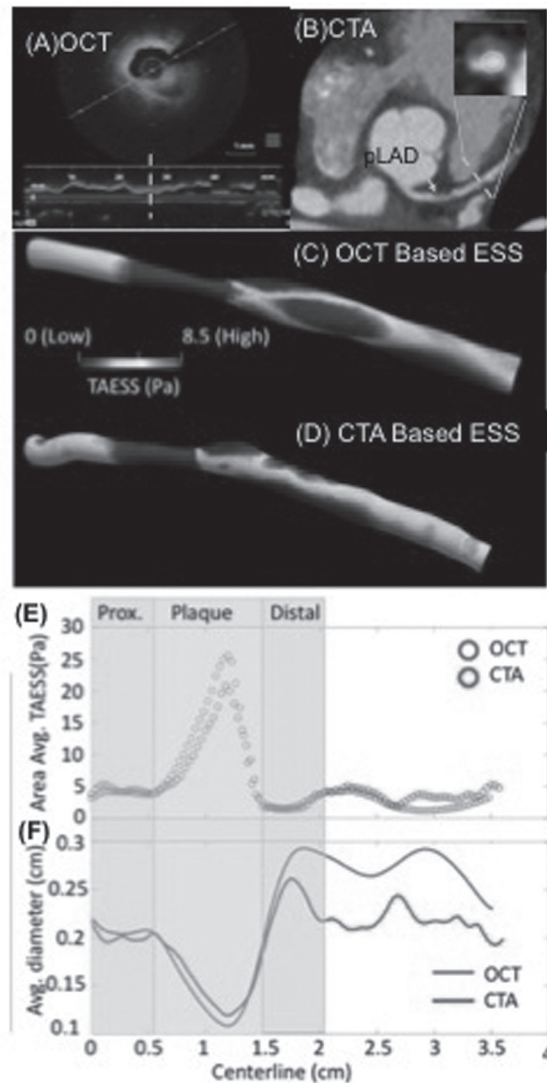 (A)OCT
(B)CTA
pLAD
(C) OCT Based ESS
0 (Low) 8.5 (High)
TAESS (Pa)
(D) CTA Based ESS
(E)
Prox. Plaque Distal
Area Avg. TAESS(Pa)
30
25
20
15
10
5
0
OCT
CTA
(F)
Avg. diameter (cm)
0.3
0.25
0.2
0.15
0.1
OCT
CTA
0 0.5 1 1.5 2 2.5 3 3.5 4
Centerline (cm)